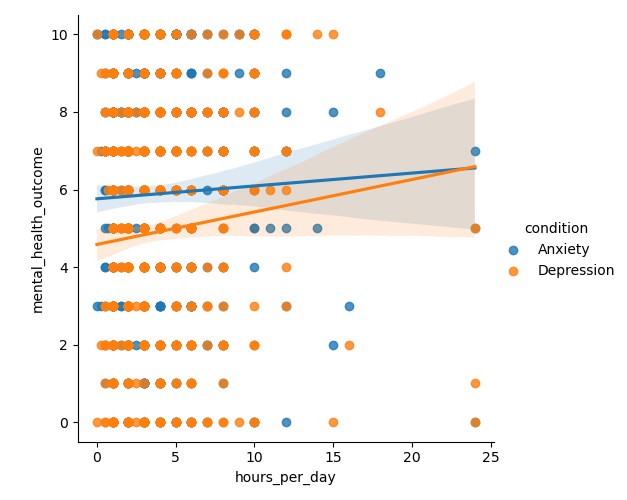 10
8
6
4
2
0
mental_health_outcome
0 5 10 15 20 25
hours_per_day
condition
Anxiety
Depression